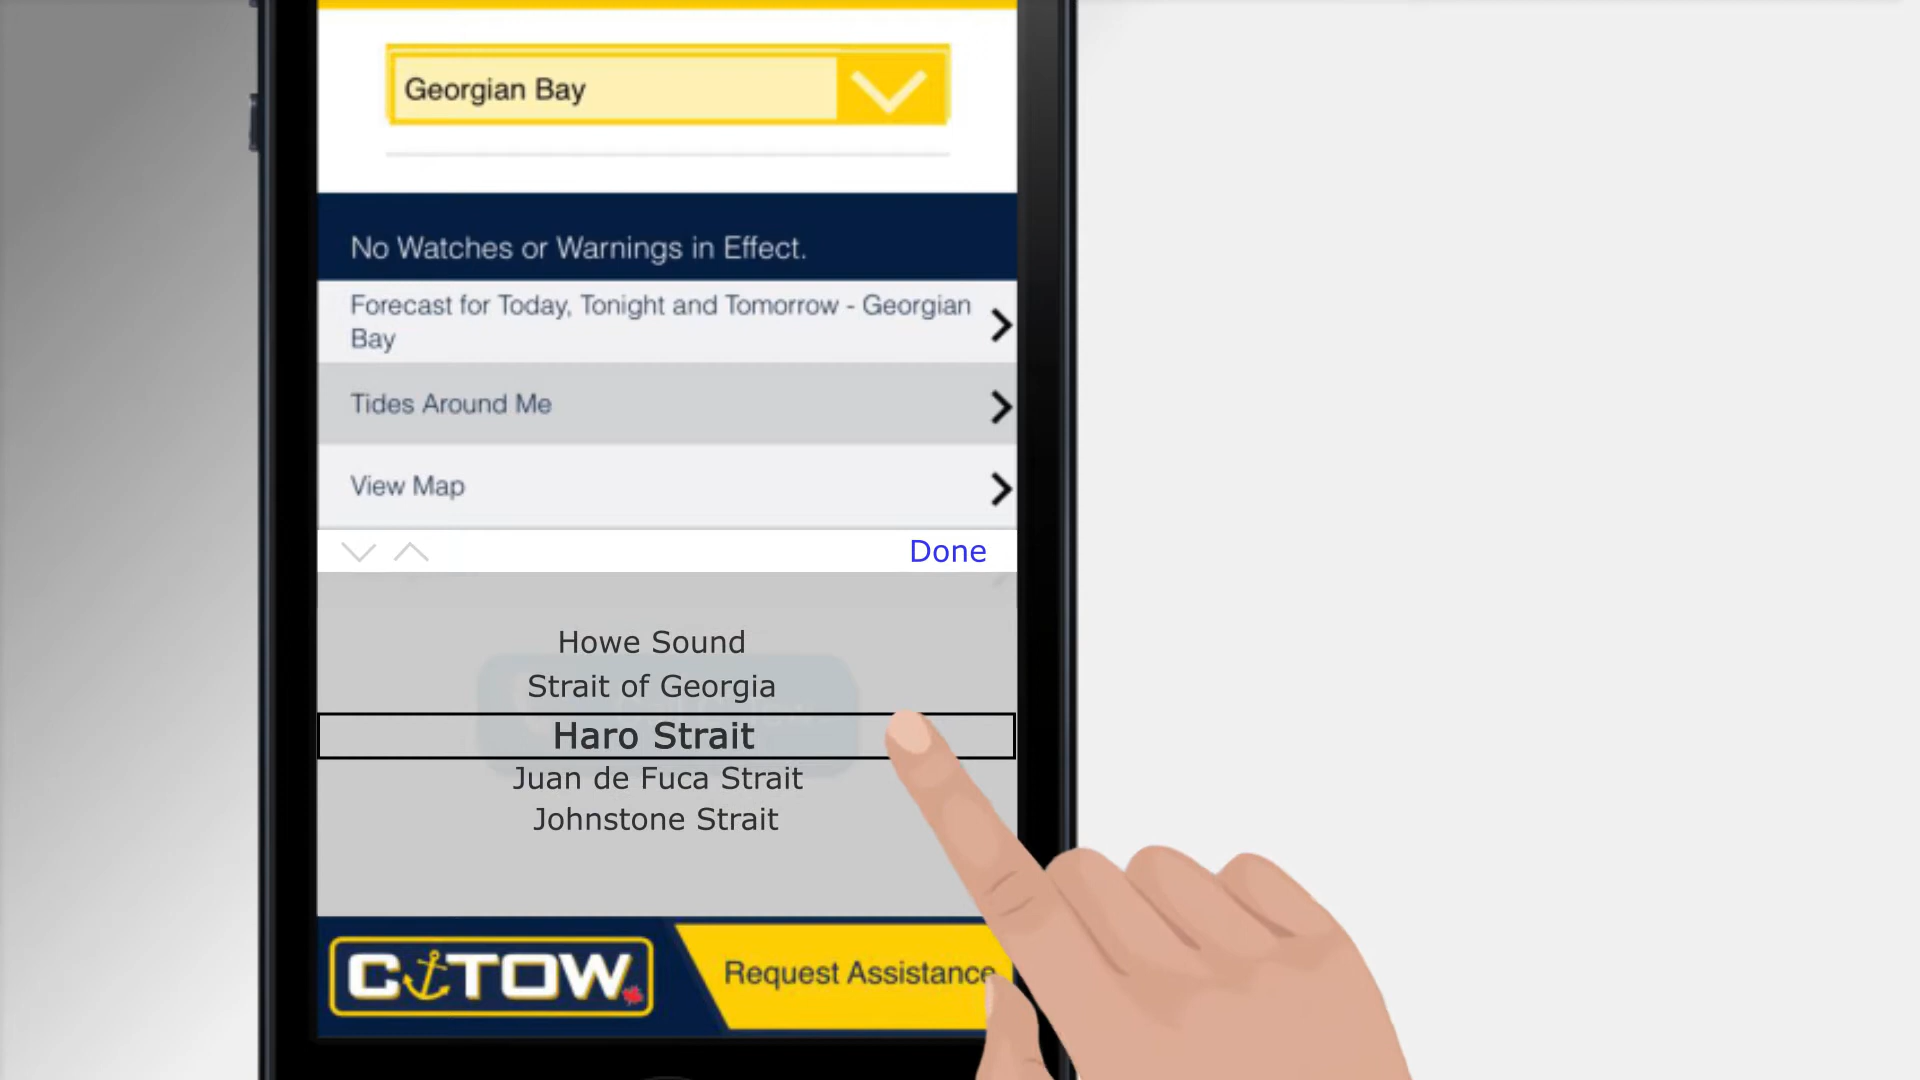 Georgian Bay
No Watches or Warnings in Effect.
Forecast for Today, Tonight and Tomorrow - Georgian
Bay
Tides Around Me
View Map
Done
Howe Sound
Strait of Georgia
Haro Strait
Juan de Fuca Strait
Johnstone Strait
C TOW
Request Assistance